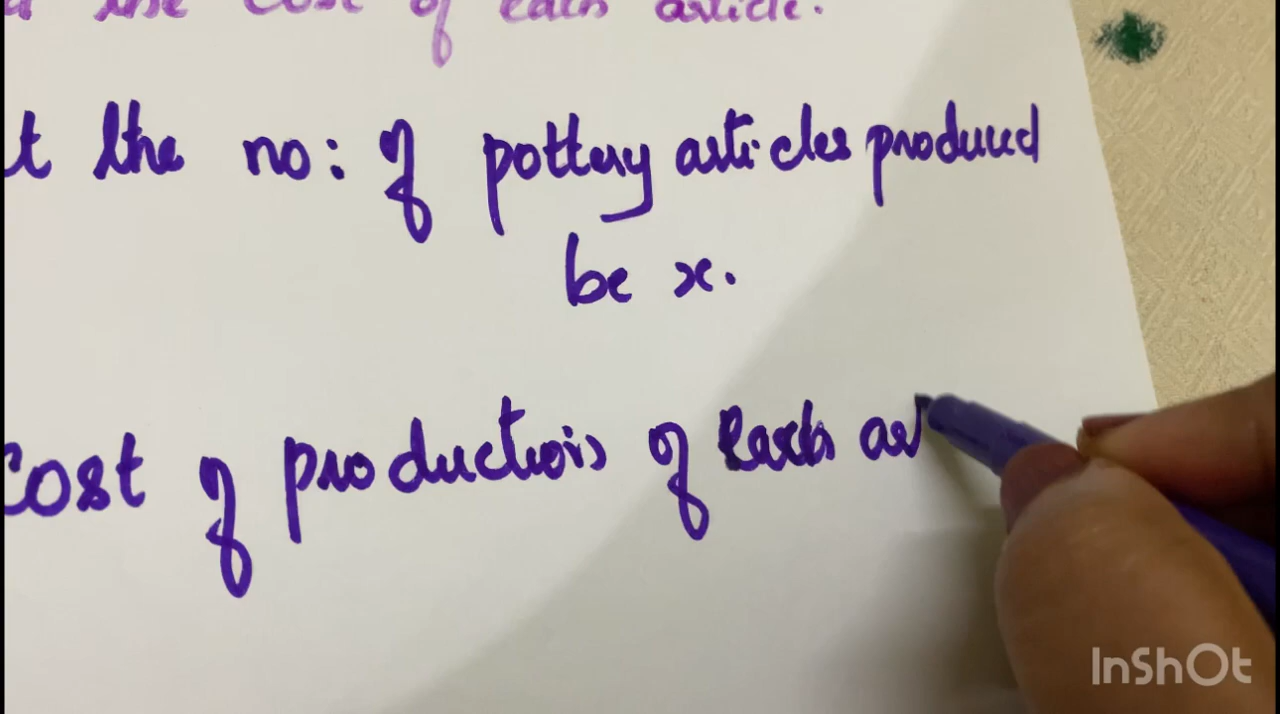 the cost of each article.
t the no: of pottery articles produced
be x.
Cost of production of each ar
InShOt